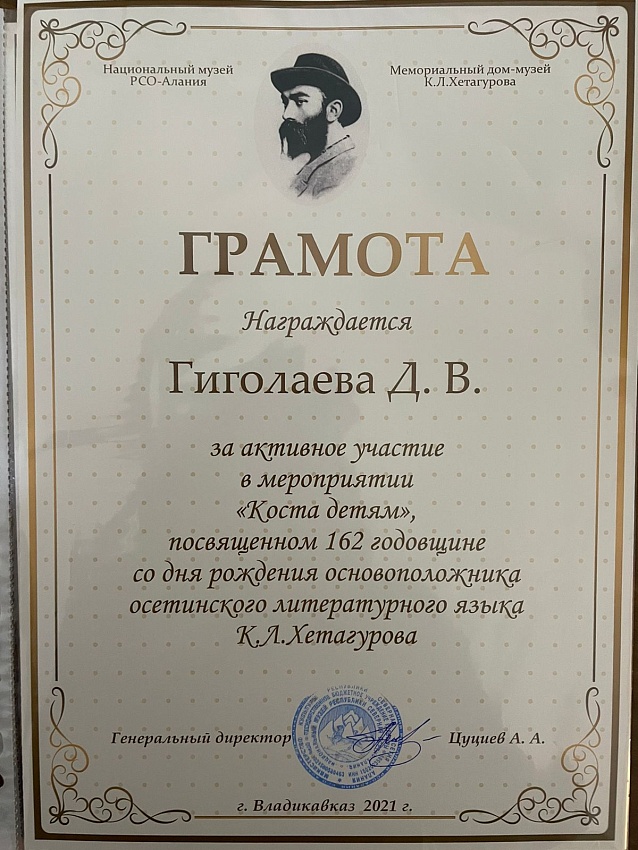 Национальный музей
РСО-Алания
Мемориальный дом-музей
К.Л.Хетагурова
ГРАМОТА
Награждается
Гиголаева Д. В.
за активное участие
в мероприятии
«Коста детям»,
посвященном 162 годовщине
со дня рождения основоположника
осетинского литературного языка
К.Л.Хетагурова
Генеральный директор Цуциев А. А.
г. Владикавказ 2021 г.